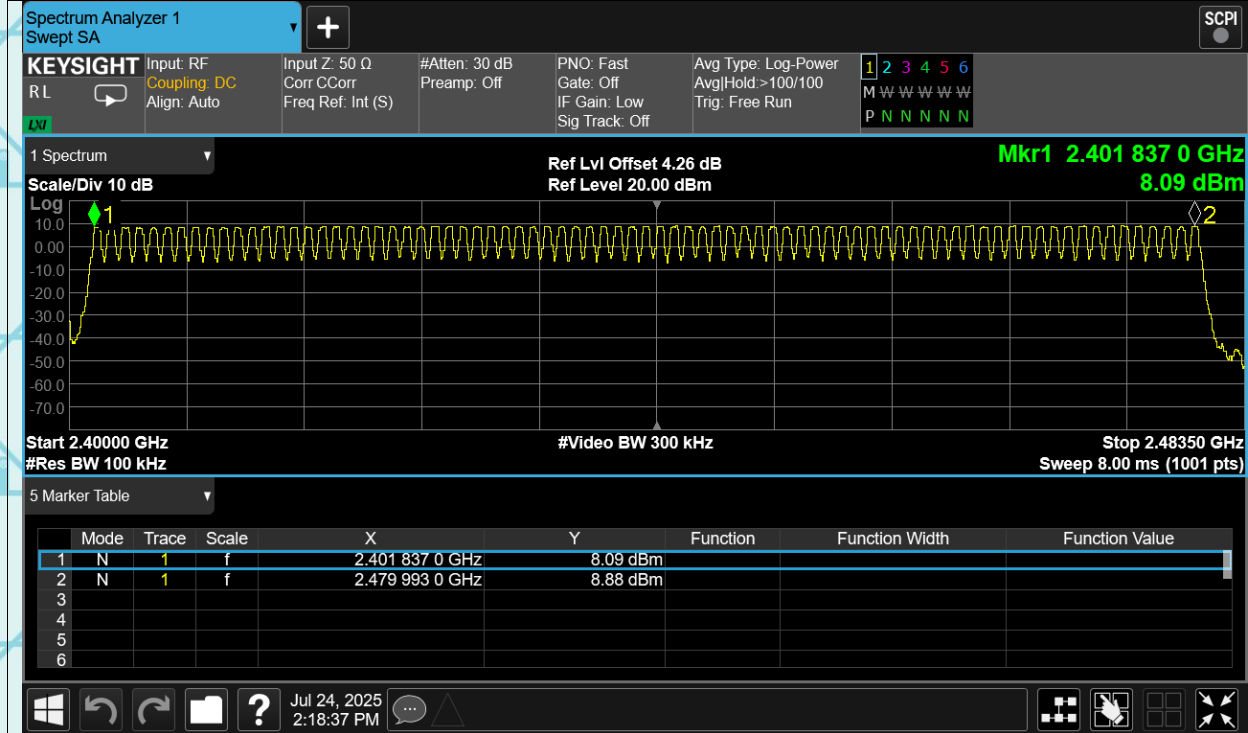 Spectrum Analyzer 1
Swept SA
+
SCPI
KEYSIGHT
R L
LXI
Input: RF
Coupling: DC
Align: Auto
Input Z: 50 Ω
Corr CCorr
Freq Ref: Int (S)
#Atten: 30 dB
Preamp: Off
PNO: Fast
Gate: Off
IF Gain: Low
Sig Track: Off
Avg Type: Log-Power
Avg|Hold:>100/100
Trig: Free Run
1 2 3 4 5 6
M W W W W W
P N N N N N
1 Spectrum
Scale/Div 10 dB
Ref Lvl Offset 4.26 dB
Ref Level 20.00 dBm
Mkr1 2.401 837 0 GHz
8.09 dBm
Log
1
2
10.0
0.00
-10.0
-20.0
-30.0
-40.0
-50.0
-60.0
-70.0
Start 2.40000 GHz
#Video BW 300 kHz
Stop 2.48350 GHz
#Res BW 100 kHz
Sweep 8.00 ms (1001 pts)
5 Marker Table
Mode Trace Scale X Y Function Function Width Function Value
1 N 1 f 2.401 837 0 GHz 8.09 dBm
2 N 1 f 2.479 993 0 GHz 8.88 dBm
3
4
5
6
?
Jul 24, 2025
2:18:37 PM